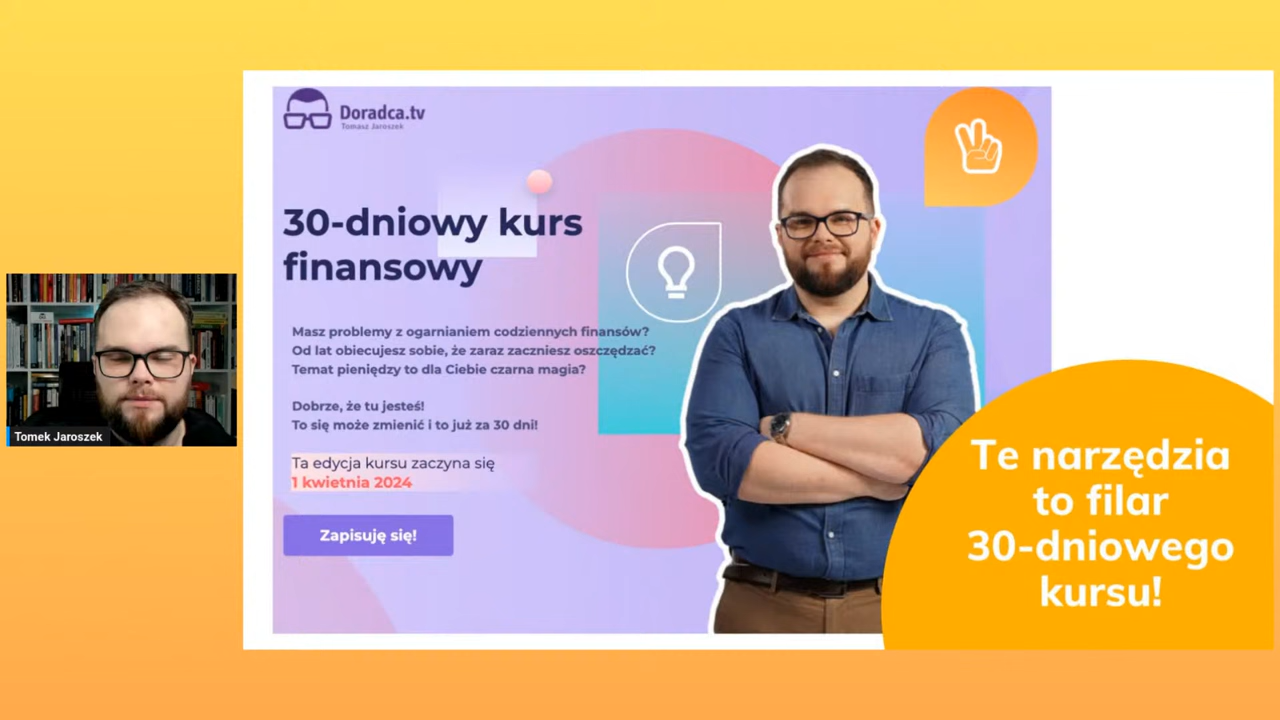 Doradca.tv
Tomasz Jaroszek
30-dniowy kurs
finansowy
Masz problemy z ogarnianiem codziennych finansów?
Od lat obiecujesz sobie, że zaraz zaczniesz oszczędzać?
Temat pieniędzy to dla Ciebie czarna magia?
Dobrze, że tu jesteś!
To się może zmienić i to już za 30 dni!
Ta edycja kursu zaczyna się
1 kwietnia 2024
Zapisuję się!
Te narzędzia
to filar
30-dniowego
kursu!
Tomek Jaroszek